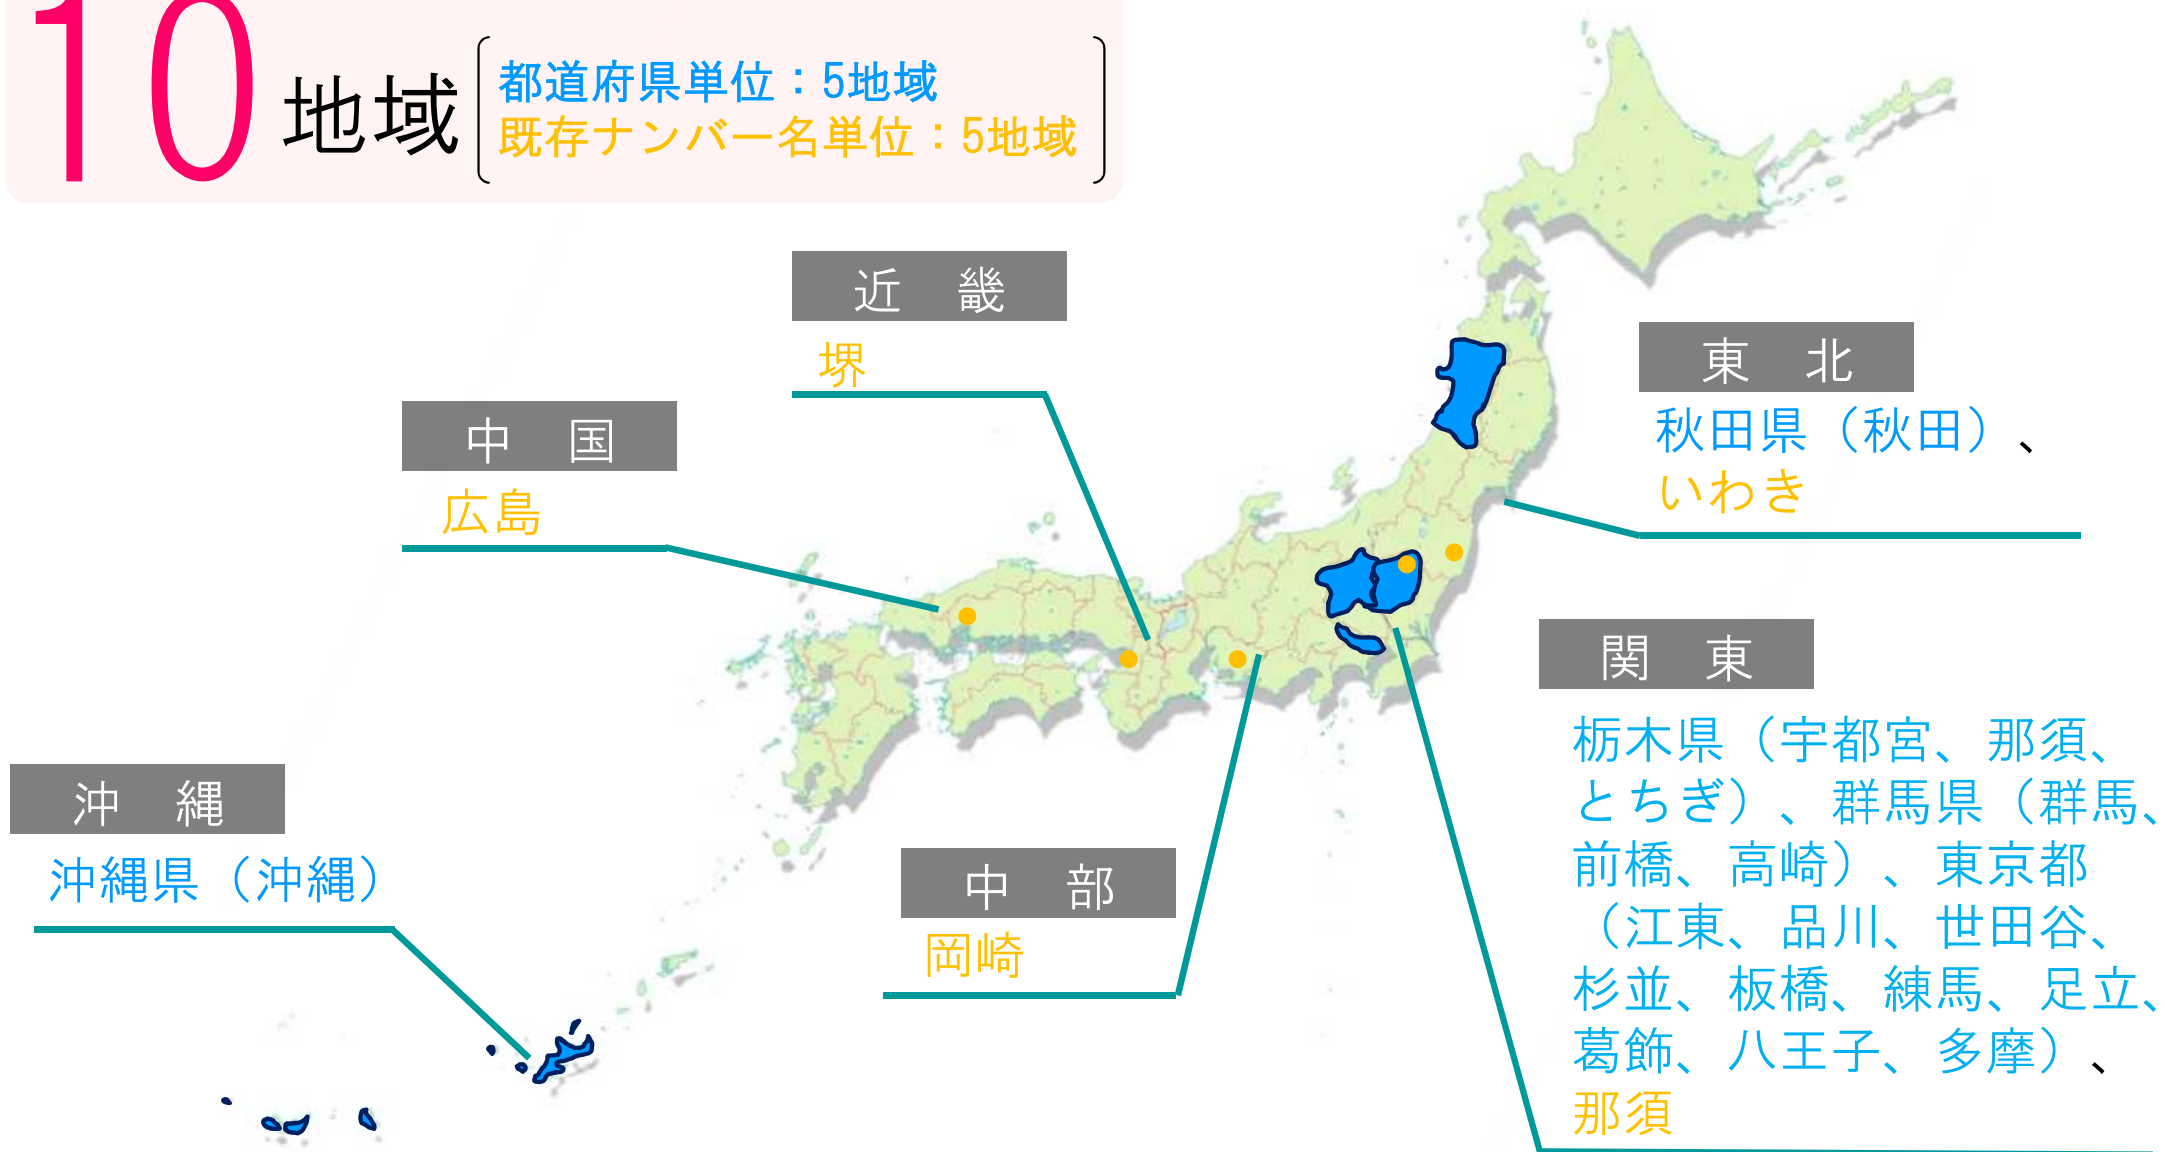 10地域
都道府県単位：5地域
既存ナンバー名単位：5地域
近 畿
堺
中 国
広島
東 北
秋田県（秋田）、
いわき
関 東
栃木県（宇都宮、那須、
とちぎ）、群馬県（群馬、
前橋、高崎）、東京都
（江東、品川、世田谷、
杉並、板橋、練馬、足立、
葛飾、八王子、多摩）、
那須
沖 縄
沖縄県（沖縄）
中 部
岡崎